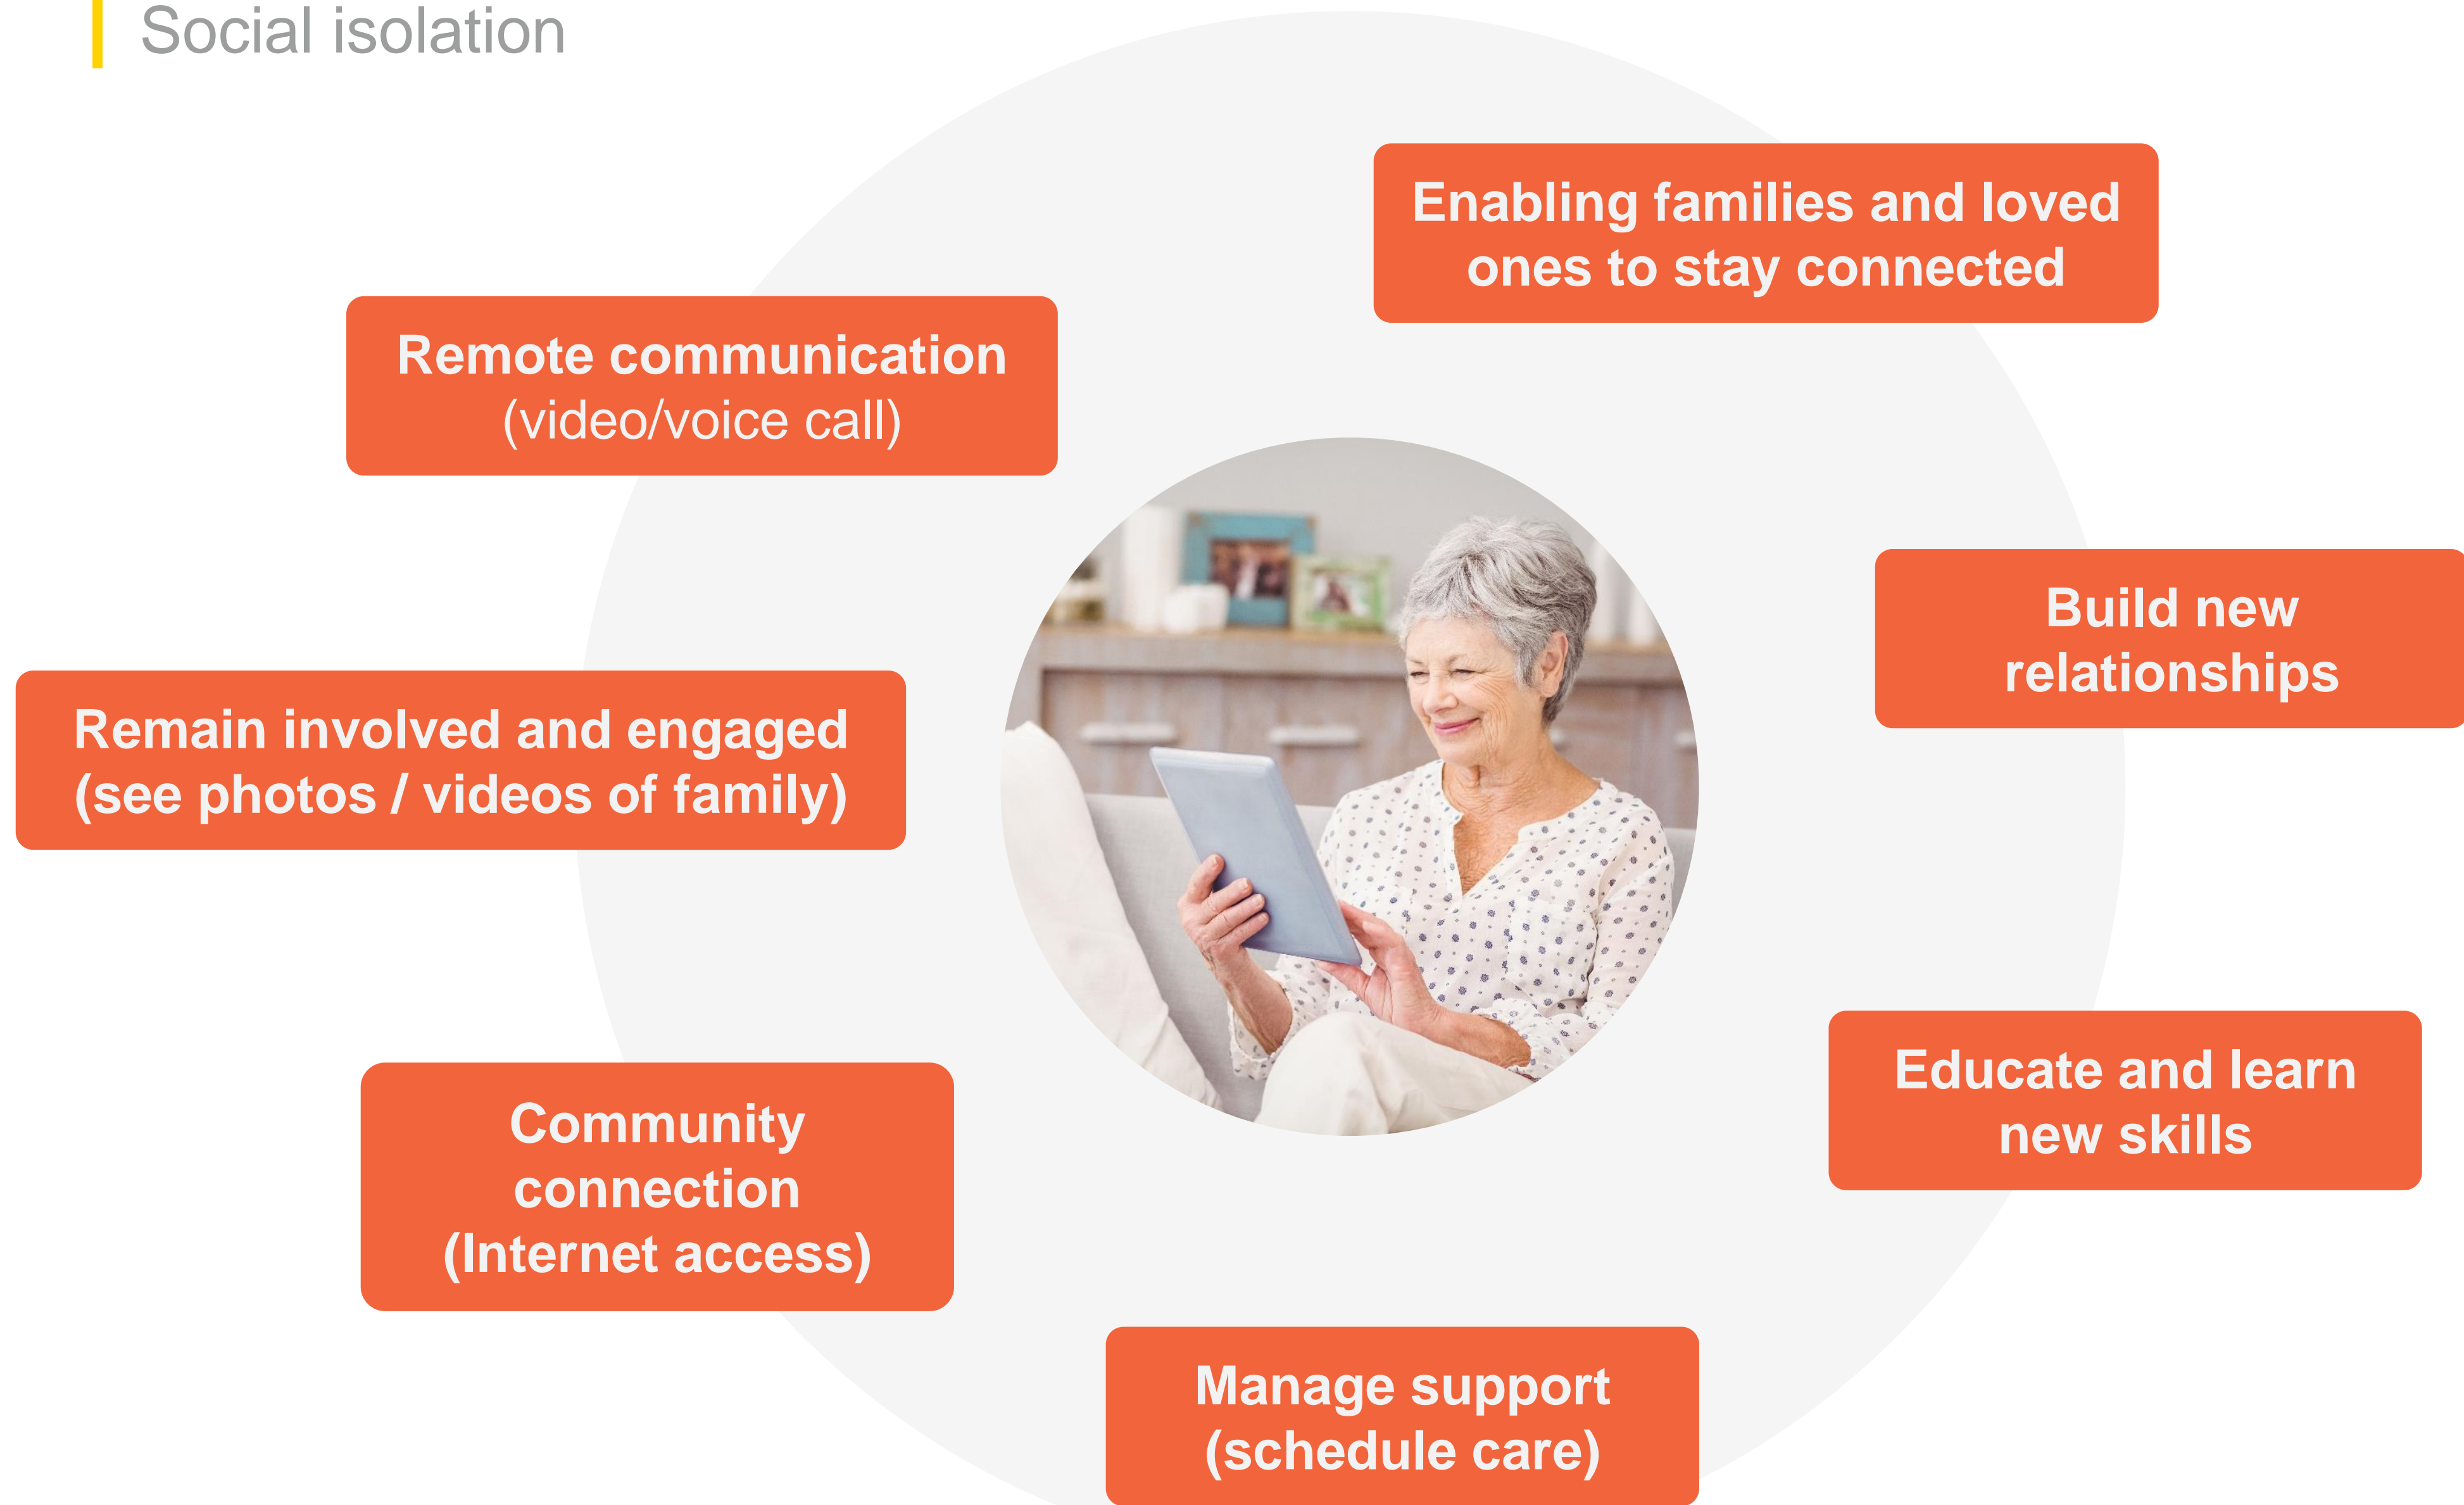 Social isolation
Enabling families and loved
ones to stay connected
Remote communication
(video/voice call)
Build new
relationships
Remain involved and engaged
(see photos / videos of family)
Educate and learn
new skills
Community
connection
(Internet access)
Manage support
(schedule care)